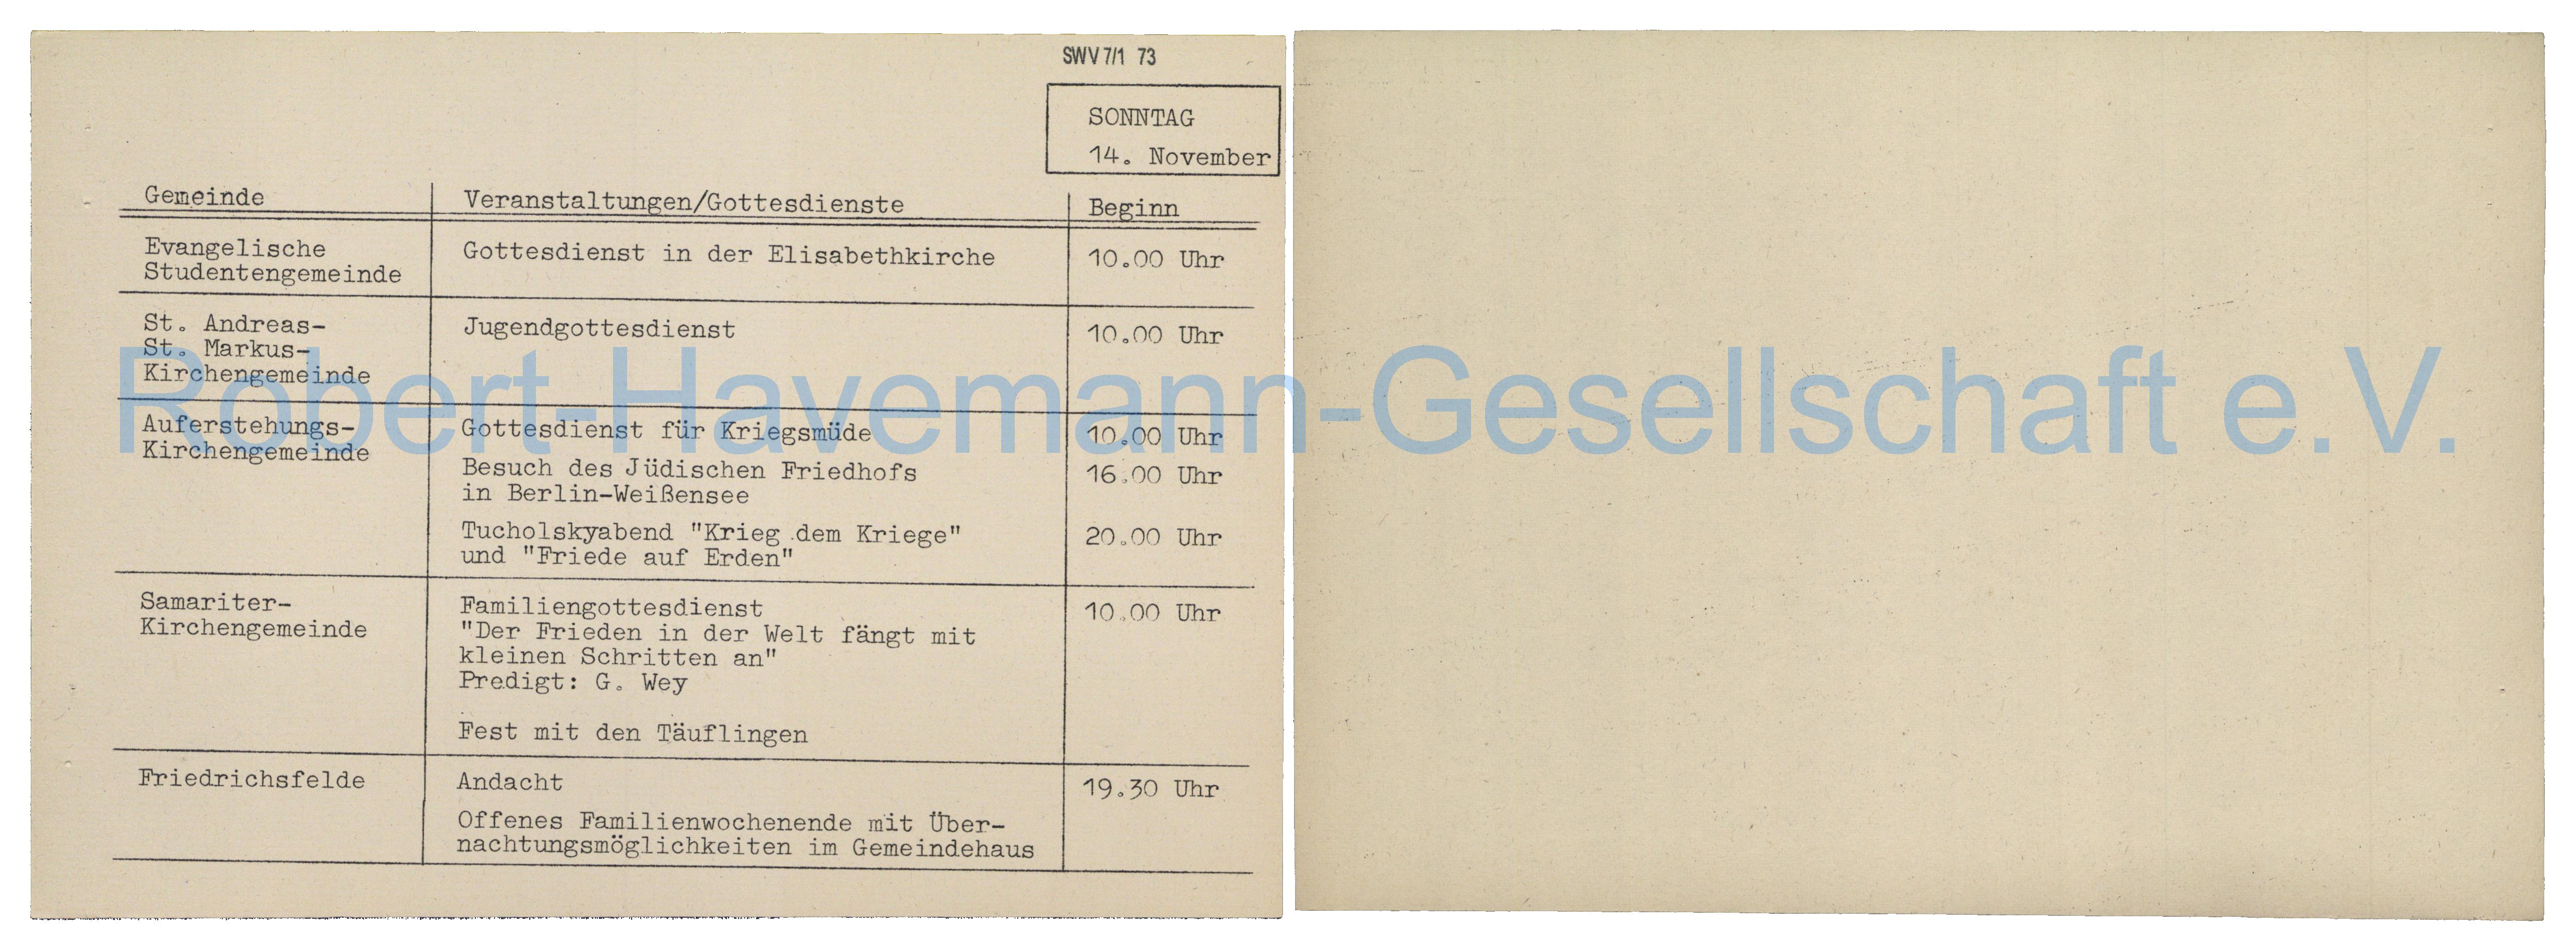 SWV 7/1 73
SONNTAG
14. November
Gemeinde Veranstaltungen/Gottesdienste Beginn
Evangelische Studentengemeinde Gottesdienst in der Elisabethkirche 10.00 Uhr
St. Andreas-
St. Markus-
Kirchengemeinde Jugendgottesdienst 10.00 Uhr
Auferstehungs-
Kirchengemeinde
Gottesdienst für Kriegsmüde 10.00 Uhr
Besuch des Jüdischen Friedhofs 16.00 Uhr
in Berlin-Weißensee
Tucholskyabend "Krieg dem Kriege" 20.00 Uhr
und "Friede auf Erden"
Samariter-
Kirchengemeinde
Familiengottesdienst 10.00 Uhr
"Der Frieden in der Welt fängt mit
kleinen Schritten an"
Predigt: G. Wey
Fest mit den Täuflingen
Friedrichsfelde Andacht 19.30 Uhr
Offenes Familienwochenende mit Über-
nachtungsmöglichkeiten im Gemeindehaus
Robert-Havemann-Gesellschaft e.V.